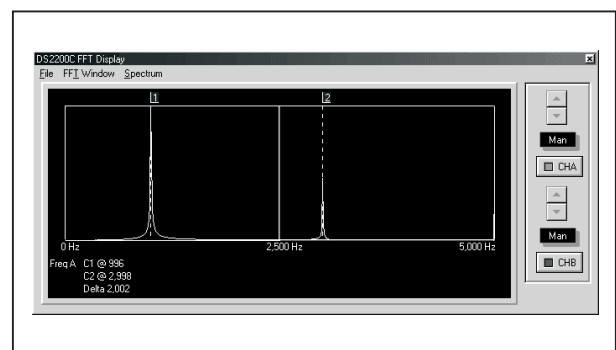 DS2200C FFT Display
File FFT Window Spectrum
1
2
0 Hz 2,500 Hz 5,000 Hz
Freq A C1 @ 996
C2 @ 2,998
Delta 2,002
Man
CHA
Man
CHB